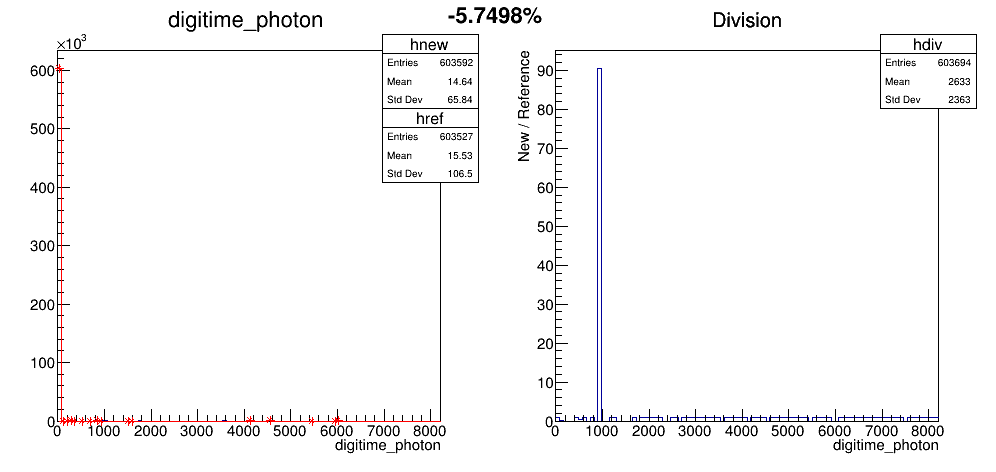 digitime_photon
-5.7498%
Division
×10³
hnew
Entries 603592
Mean 14.64
Std Dev 65.84
href
Entries 603527
Mean 15.53
Std Dev 106.5
600
500
400
300
200
100
0
0 1000 2000 3000 4000 5000 6000 7000 8000
digitime_photon
hdiv
Entries 603694
Mean 2633
Std Dev 2363
New / Reference
90
80
70
60
50
40
30
20
10
0
0 1000 2000 3000 4000 5000 6000 7000 8000
digitime_photon